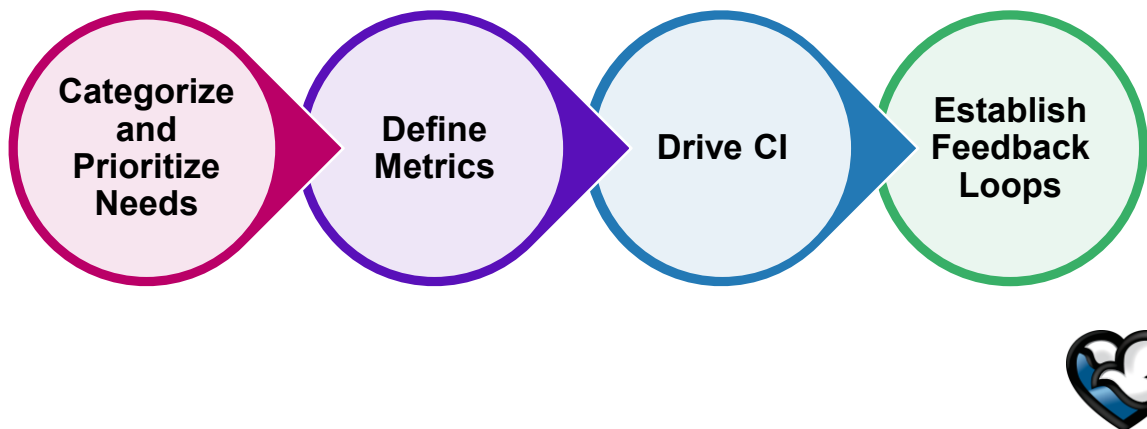 Categorize
and
Prioritize
Needs
Define
Metrics
Drive CI
Establish
Feedback
Loops